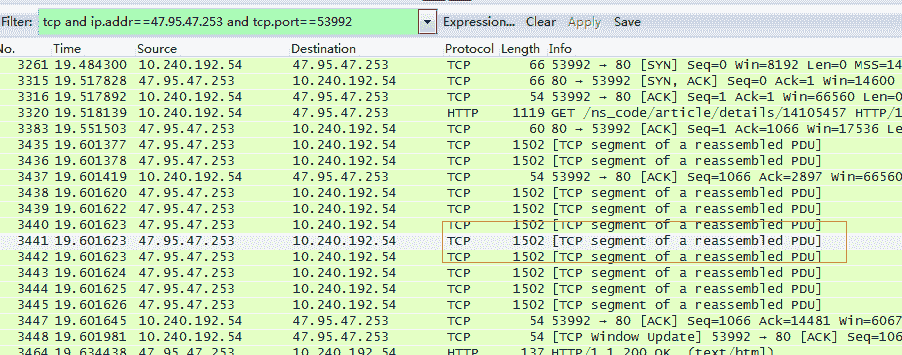 Filter: tcp and ip.addr==47.95.47.253 and tcp.port==53992 Expression... Clear Apply Save
No. Time Source Destination Protocol Length Info
3261 19.484300 10.240.192.54 47.95.47.253 TCP 66 53992 → 80 [SYN] Seq=0 Win=8192 Len=0 MSS=14
3315 19.517828 47.95.47.253 10.240.192.54 TCP 66 80 → 53992 [SYN, ACK] Seq=0 Ack=1 Win=14600
3316 19.517892 10.240.192.54 47.95.47.253 TCP 54 53992 → 80 [ACK] Seq=1 Ack=1 Win=66560 Len=0
3320 19.518139 10.240.192.54 47.95.47.253 HTTP 1119 GET /ns_code/article/details/14105457 HTTP/1
3383 19.551503 47.95.47.253 10.240.192.54 TCP 60 80 → 53992 [ACK] Seq=1 Ack=1066 Win=17536 Le
3435 19.601377 47.95.47.253 10.240.192.54 TCP 1502 [TCP segment of a reassembled PDU]
3436 19.601378 47.95.47.253 10.240.192.54 TCP 1502 [TCP segment of a reassembled PDU]
3437 19.601419 10.240.192.54 47.95.47.253 TCP 54 53992 → 80 [ACK] Seq=1066 Ack=2897 Win=66560
3438 19.601620 47.95.47.253 10.240.192.54 TCP 1502 [TCP segment of a reassembled PDU]
3439 19.601622 47.95.47.253 10.240.192.54 TCP 1502 [TCP segment of a reassembled PDU]
3440 19.601623 47.95.47.253 10.240.192.54 TCP 1502 [TCP segment of a reassembled PDU]
3441 19.601623 47.95.47.253 10.240.192.54 TCP 1502 [TCP segment of a reassembled PDU]
3442 19.601623 47.95.47.253 10.240.192.54 TCP 1502 [TCP segment of a reassembled PDU]
3443 19.601624 47.95.47.253 10.240.192.54 TCP 1502 [TCP segment of a reassembled PDU]
3444 19.601625 47.95.47.253 10.240.192.54 TCP 1502 [TCP segment of a reassembled PDU]
3445 19.601625 47.95.47.253 10.240.192.54 TCP 1502 [TCP segment of a reassembled PDU]
3447 19.601645 10.240.192.54 47.95.47.253 TCP 54 53992 → 80 [ACK] Seq=1066 Ack=14481 Win=6067
3448 19.601981 10.240.192.54 47.95.47.253 TCP 54 [TCP Window Update] 53992 → 80 [ACK] Seq=106
3464 19.634438 47.95.47.253 10.240.192.54 HTTP 137 HTTP/1.1 200 OK (text/html)